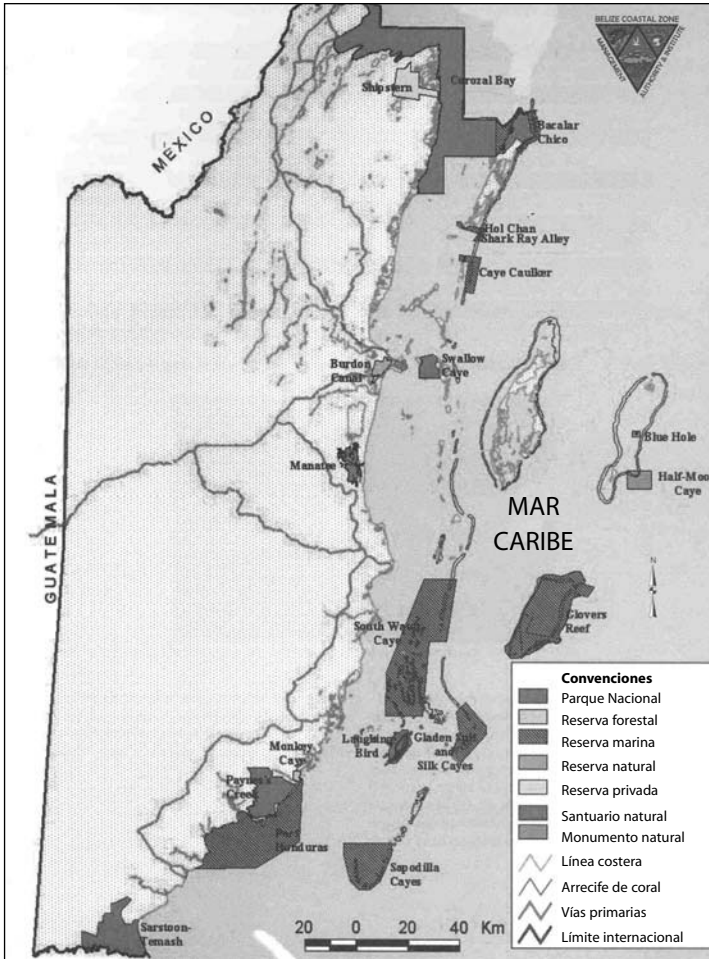 BELIZE COASTAL ZONE
MANAGEMENT
AUTHORITY & INSTITUTE
MÉXICO
GUATEMALA
Shipstern
Corozal Bay
Bacalar
Chico
Hol Chan
Shark Ray Alley
Caye Caulker
Burdon
Canal
Swallow
Caye
Blue Hole
Half-Moo
Caye
Manatee
MAR
CARIBE
N
South Water
Caye
Glovers
Reef
Monkey
Caye
Laughing
Bird
Gladen Spit
and
Silk Cayes
Payne's
Creek
Port
Honduras
Sapodilla
Cayes
Sarstoon-
Temash
20 0 20 40 Km
Convenciones
Parque Nacional
Reserva forestal
Reserva marina
Reserva natural
Reserva privada
Santuario natural
Monumento natural
Línea costera
Arrecife de coral
Vías primarias
Límite internacional